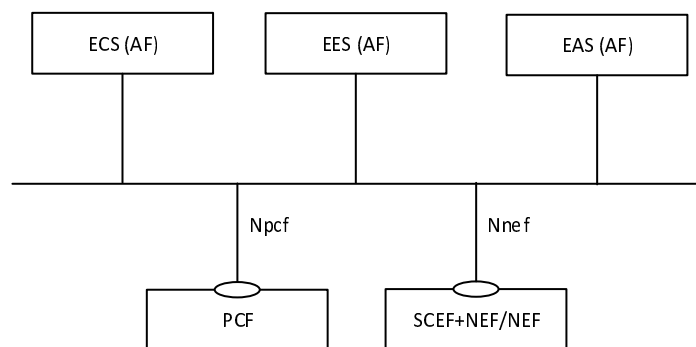 ECS (AF)
EES (AF)
EAS (AF)
Npcf
Nnef
PCF
SCEF+NEF/NEF